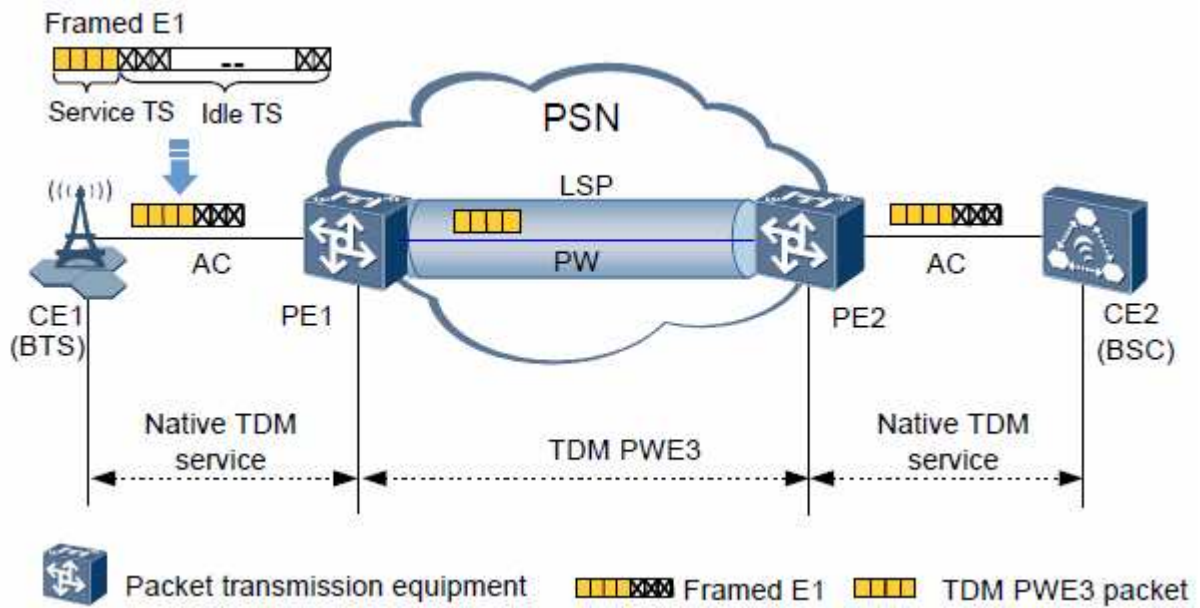 Framed E1
--
Service TS
Idle TS
PSN
LSP
PW
AC
AC
CE1
(BTS)
PE1
PE2
CE2
(BSC)
Native TDM
service
TDM PWE3
Native TDM
service
Packet transmission equipment
Framed E1
TDM PWE3 packet